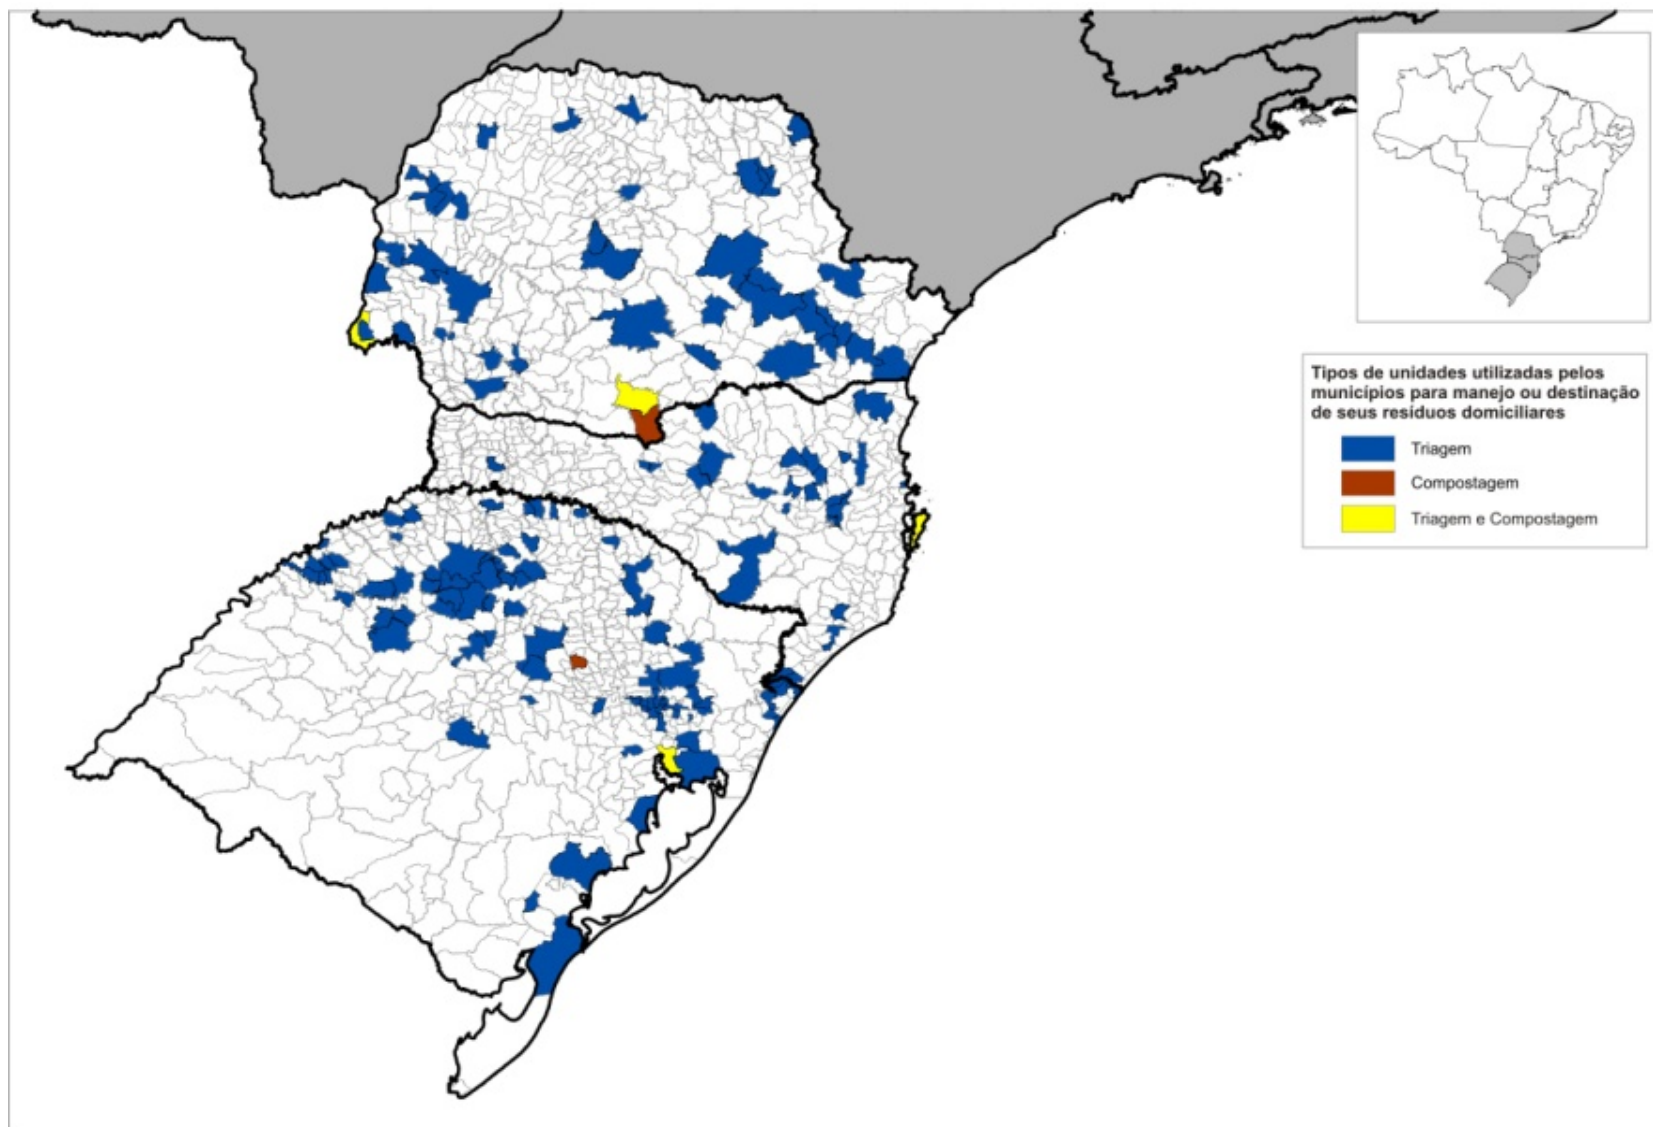 Tipos de unidades utilizadas pelos
municípios para manejo ou destinação
de seus resíduos domiciliares
Triagem
Compostagem
Triagem e Compostagem